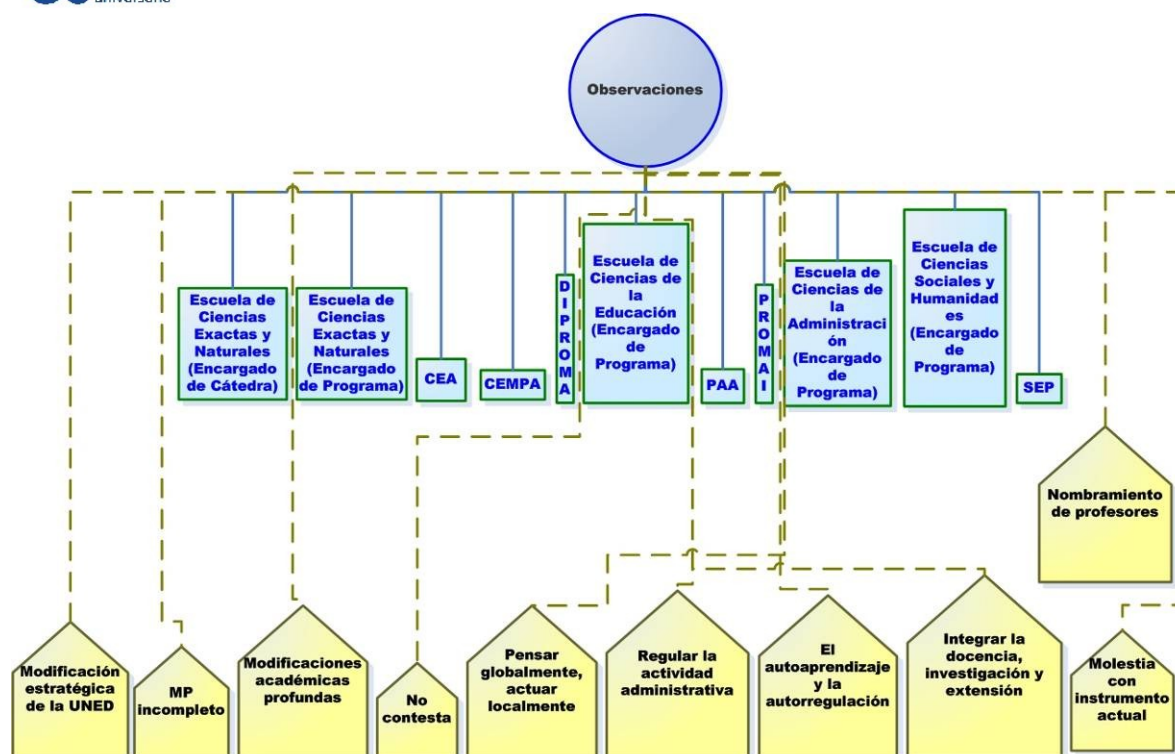 universitaria
Observaciones
Escuela de
Ciencias
Exactas y
Naturales
(Encargado
de Cátedra)
Escuela de
Ciencias
Exactas y
Naturales
(Encargado
de Programa)
CEA
CEMPA
DIPROMA
Escuela de
Ciencias de
la
Educación
(Encargado
de
Programa)
PAA
PROMAI
Escuela de
Ciencias de
la
Administraci
ón
(Encargado
de
Programa)
Escuela de
Ciencias
Sociales y
Humanidad
es
(Encargado
de
Programa)
SEP
Nombramiento
de profesores
Modificación
estratégica
de la UNED
MP
incompleto
Modificaciones
académicas
profundas
No
contesta
Pensar
globalmente,
actuar
localmente
Regular la
actividad
administrativa
El
autoaprendizaje
y la
autorregulación
Integrar la
docencia,
investigación y
extensión
Molestia
con
instrumento
actual